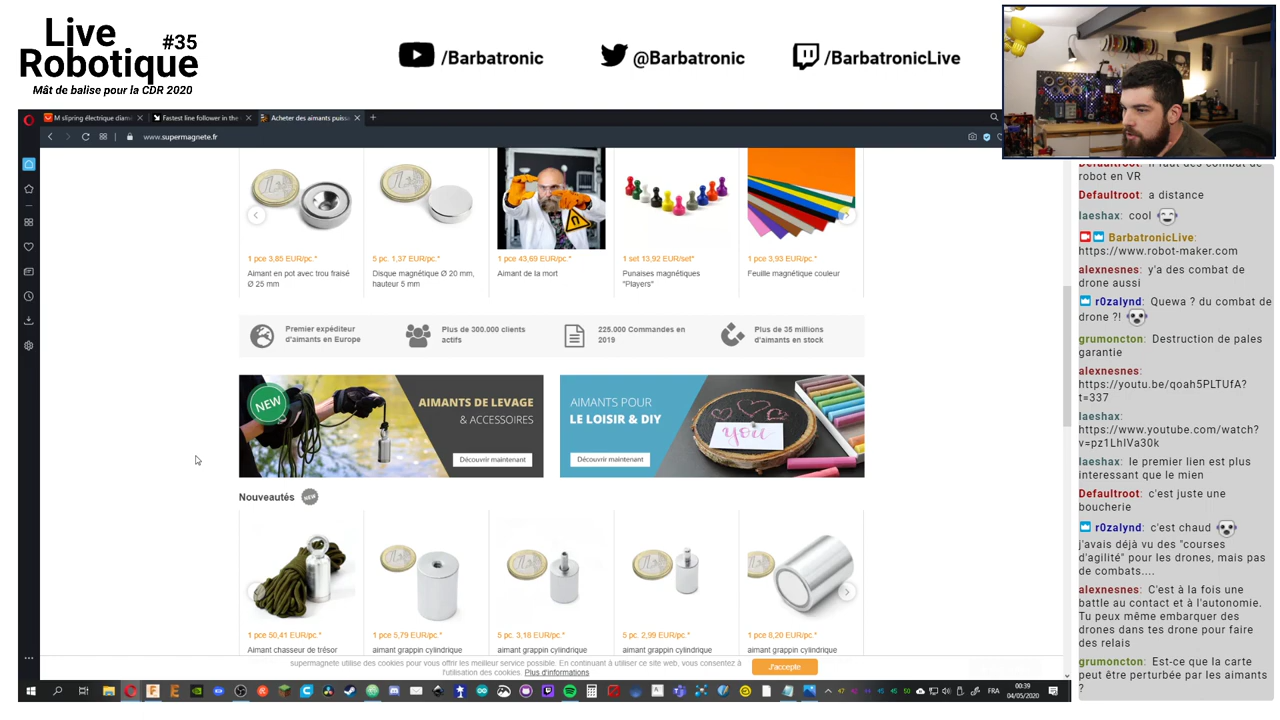 Live
Robotique #35
Mât de balise pour la CDR 2020
/Barbatronic
@Barbatronic
/BarbatronicLive
M slipring électrique diam
Fastest line follower in the
Acheter des aimants puiss
www.supermagnete.fr
1 pce 3,85 EUR/pc.*
Aimant en pot avec trou fraisé
Ø 25 mm
5 pc. 1,37 EUR/pc.*
Disque magnétique Ø 20 mm,
hauteur 5 mm
1 pce 43,69 EUR/pc.*
Aimant de la mort
1 set 13,92 EUR/set*
Punaises magnétiques
"Players"
1 pce 3,93 EUR/pc.*
Feuille magnétique couleur
Premier expéditeur
d'aimants en Europe
Plus de 300.000 clients
actifs
225.000 Commandes en
2019
Plus de 35 millions
d'aimants en stock
NEW
AIMANTS DE LEVAGE
& ACCESSOIRES
Découvrir maintenant
AIMANTS POUR
LE LOISIR & DIY
Découvrir maintenant
you
Nouveautés
NEW
1 pce 50,41 EUR/pc.*
Aimant chasseur de trésor
1 pce 5,79 EUR/pc.*
aimant grappin cylindrique
5 pc. 3,18 EUR/pc.*
aimant grappin cylindrique
5 pc. 2,99 EUR/pc.*
aimant grappin cylindrique
1 pce 8,20 EUR/pc.*
aimant grappin cylindrique
supermagnete utilise des cookies pour vous offrir les meilleur service possible. En continuant à utiliser ce site web, vous consentez à
l'utilisation des cookies. Plus d'informations
J'accepte
FRA
00:39
04/05/2020
Defaultroot: il faut des combat de
robot en VR
Defaultroot: a distance
laeshax: cool
BarbatronicLive:
https://www.robot-maker.com
alexnesnes: y'a des combat de
drone aussi
r0zalynd: Quewa ? du combat de
drone ?!
grumoncton: Destruction de pales
garantie
alexnesnes:
https://youtu.be/qoah5PLTUfA?
t=337
laeshax:
https://www.youtube.com/watch?
v=pz1LhIVa30k
laeshax: le premier lien est plus
interessant que le mien
Defaultroot: c'est juste une
boucherie
r0zalynd: c'est chaud
j'avais déjà vu des "courses
d'agilité" pour les drones, mais pas
de combats....
alexnesnes: C'est à la fois une
battle au contact et à l'autonomie.
Tu peux même embarquer des
drones dans tes drone pour faire
des relais
grumoncton: Est-ce que la carte
peut être perturbée par les aimants
?